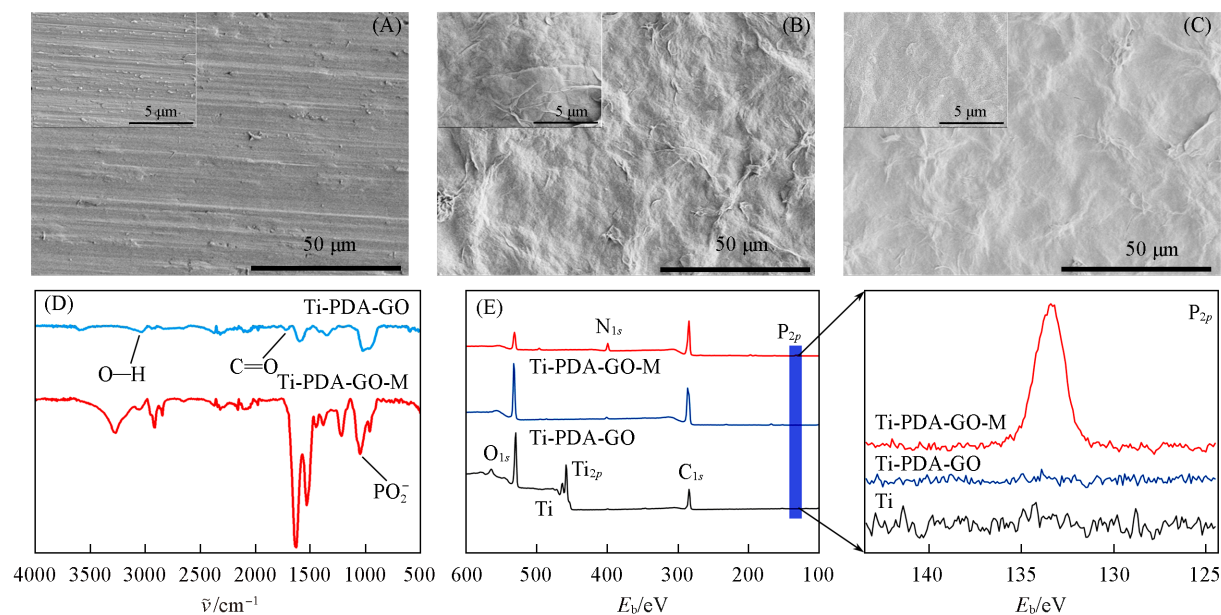 (A)
5 μm
50 μm
(B)
5 μm
50 μm
(C)
5 μm
50 μm
(D)
Ti-PDA-GO
O—H
C=O
Ti-PDA-GO-M
PO₂⁻
4000 3500 3000 2500 2000 1500 1000 500
ṽ/cm⁻¹
(E)
N₁ₛ
P₂ₚ
Ti-PDA-GO-M
Ti-PDA-GO
O₁ₛ
Ti₂ₚ
C₁ₛ
Ti
600 500 400 300 200 100
E_b/eV
P₂ₚ
Ti-PDA-GO-M
Ti-PDA-GO
Ti
140 135 130 125
E_b/eV